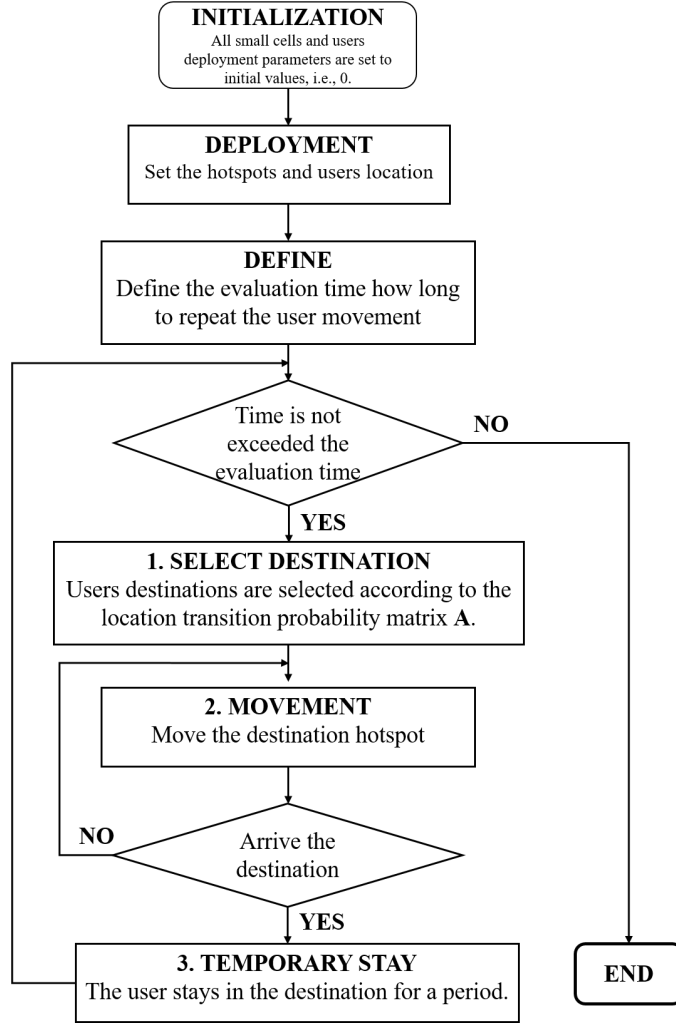 INITIALIZATION
All small cells and users
deployment parameters are set to
initial values, i.e., 0.
DEPLOYMENT
Set the hotspots and users location
DEFINE
Define the evaluation time how long
to repeat the user movement
Time is not
exceeded the
evaluation time
NO
YES
1. SELECT DESTINATION
Users destinations are selected according to the
location transition probability matrix A.
2. MOVEMENT
Move the destination hotspot
Arrive the
destination
NO
YES
3. TEMPORARY STAY
The user stays in the destination for a period.
END